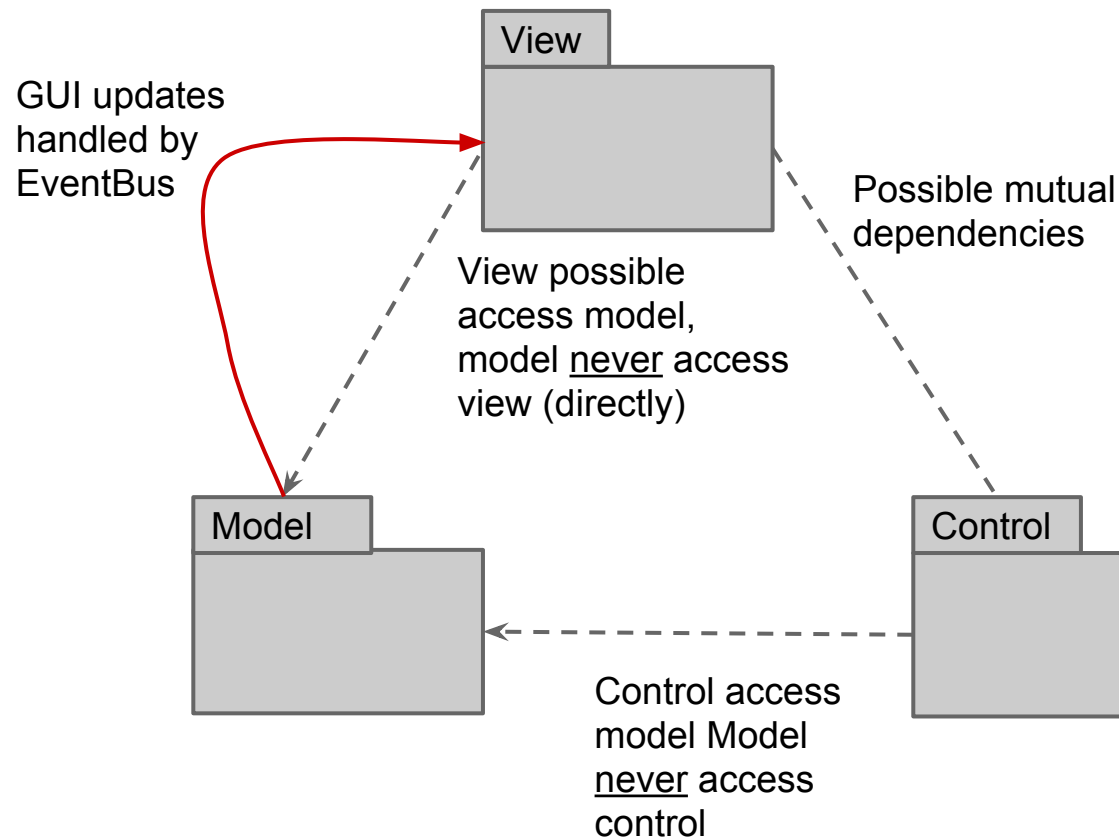 View
GUI updates
handled by
EventBus
Possible mutual
dependencies
View possible
access model,
model never access
view (directly)
Model
Control
Control access
model Model
never access
control